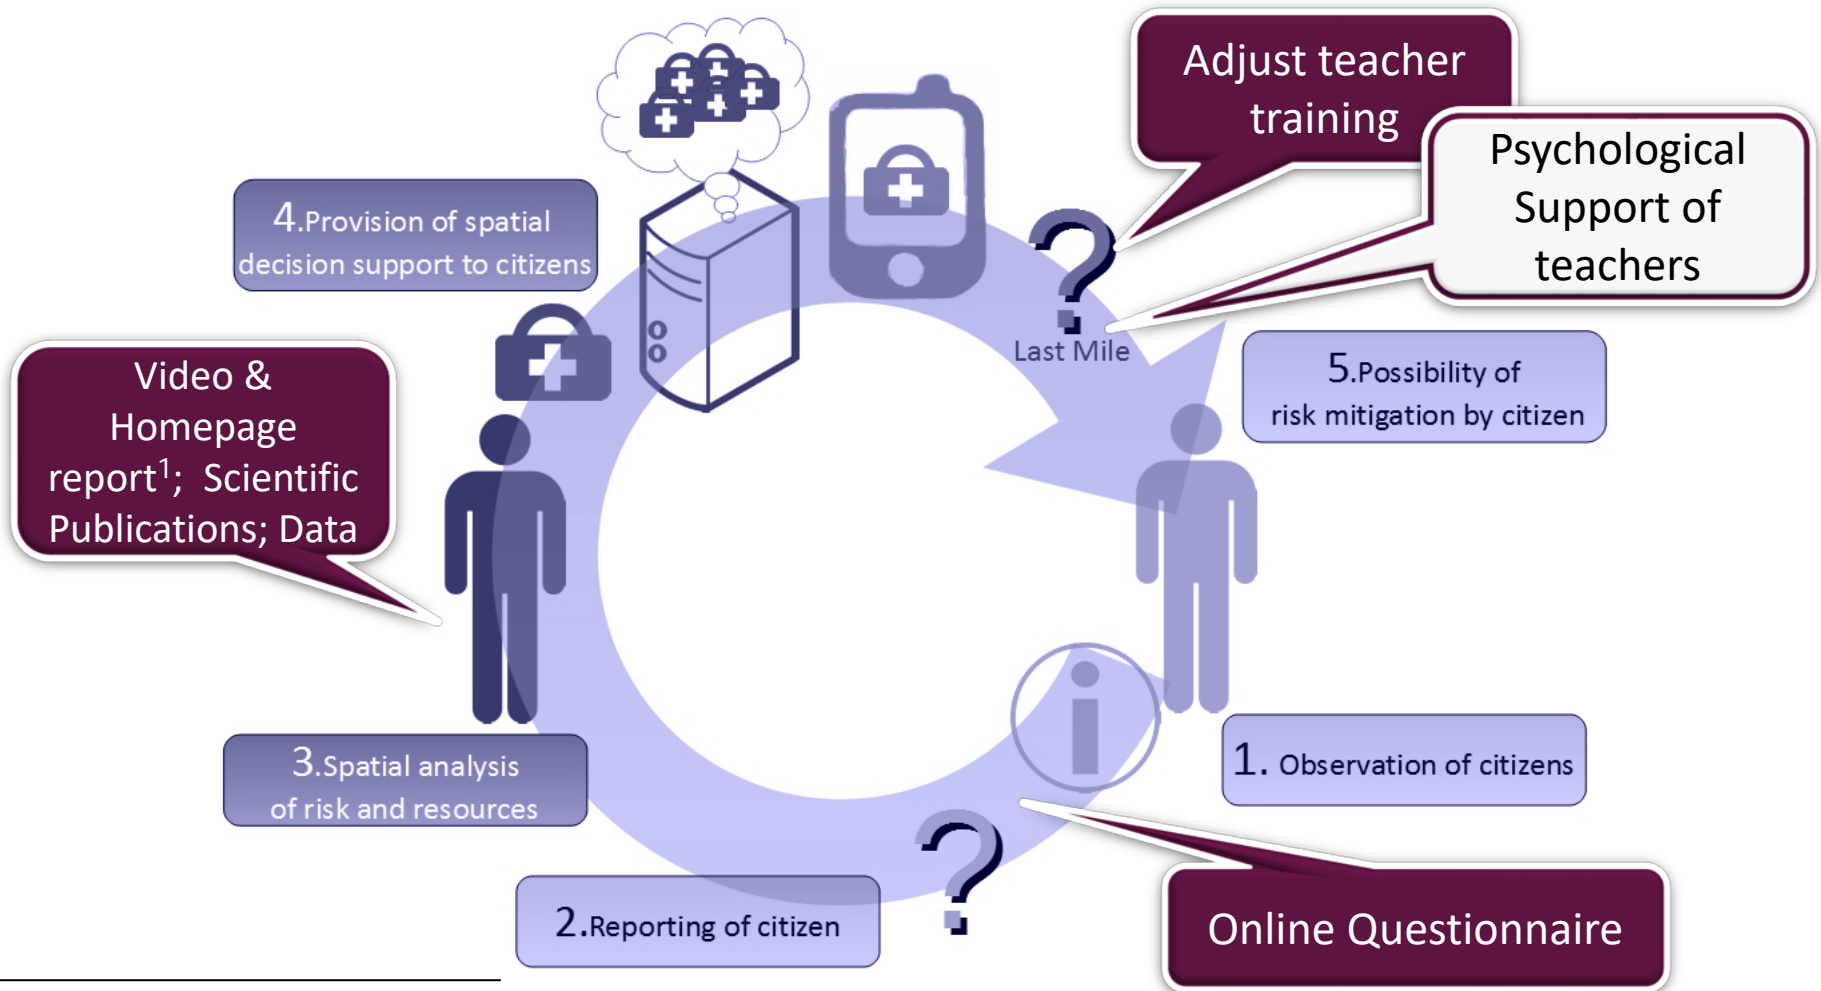 Adjust teacher
training
Psychological
Support of
teachers
4.Provision of spatial
decision support to citizens
Last Mile
5.Possibility of
risk mitigation by citizen
Video &
Homepage
report¹; Scientific
Publications; Data
3.Spatial analysis
of risk and resources
1. Observation of citizens
2.Reporting of citizen
Online Questionnaire
?
?
i